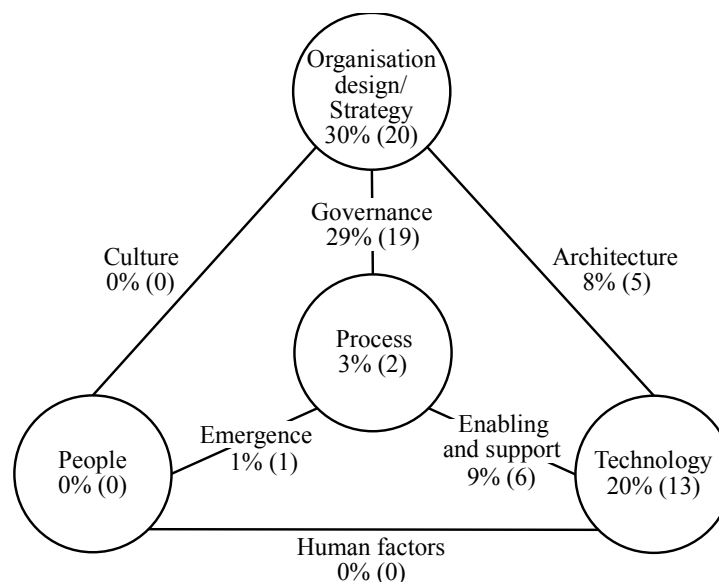 Organisation
design/
Strategy
30% (20)
Governance
29% (19)
Culture
0% (0)
Architecture
8% (5)
Process
3% (2)
Emergence
1% (1)
Enabling
and support
9% (6)
People
0% (0)
Technology
20% (13)
Human factors
0% (0)